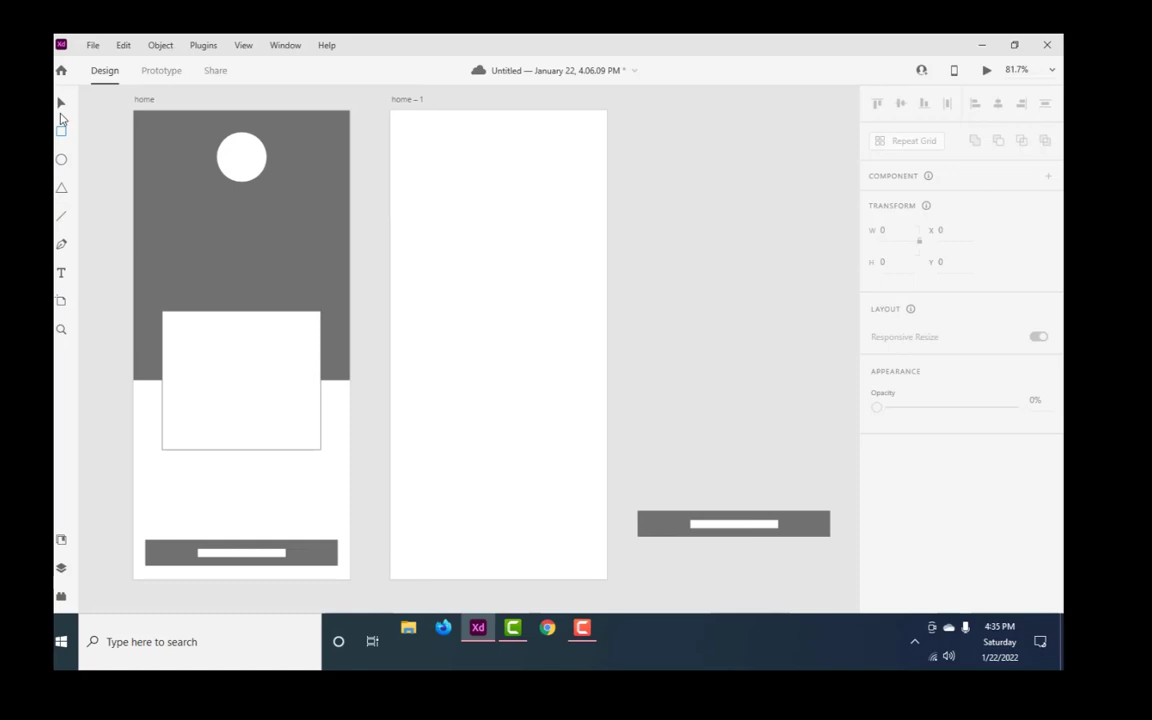 Xd File Edit Object Plugins View Window Help
Design Prototype Share Untitled — January 22, 4.06.09 PM * 81.7%
home home – 1
Repeat Grid
COMPONENT
TRANSFORM
W 0 X 0
H 0 Y 0
LAYOUT
Responsive Resize
APPEARANCE
Opacity
0%
T
Type here to search Xd
4:35 PM
Saturday
1/22/2022